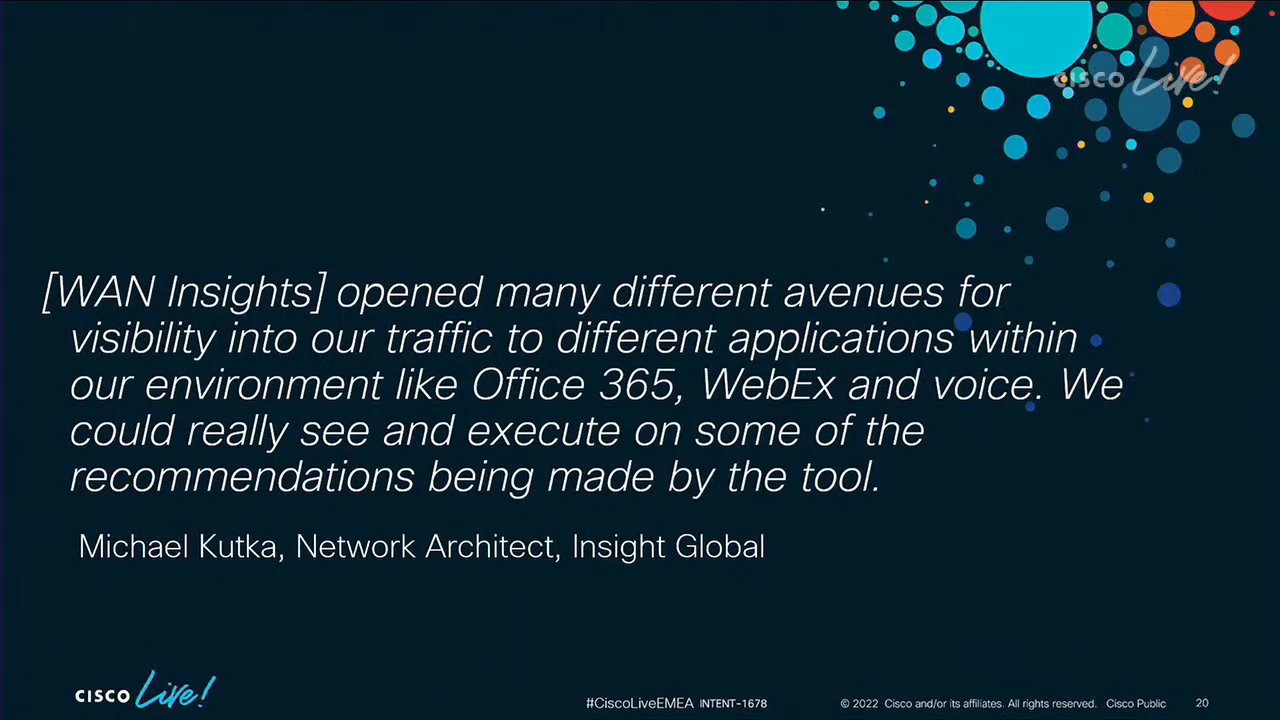 CISCO Live!
[WAN Insights] opened many different avenues for
visibility into our traffic to different applications within
our environment like Office 365, WebEx and voice. We
could really see and execute on some of the
recommendations being made by the tool.
Michael Kutka, Network Architect, Insight Global
CISCO Live!
#CiscoLiveEMEA INTENT-1678
© 2022 Cisco and/or its affiliates. All rights reserved. Cisco Public
20